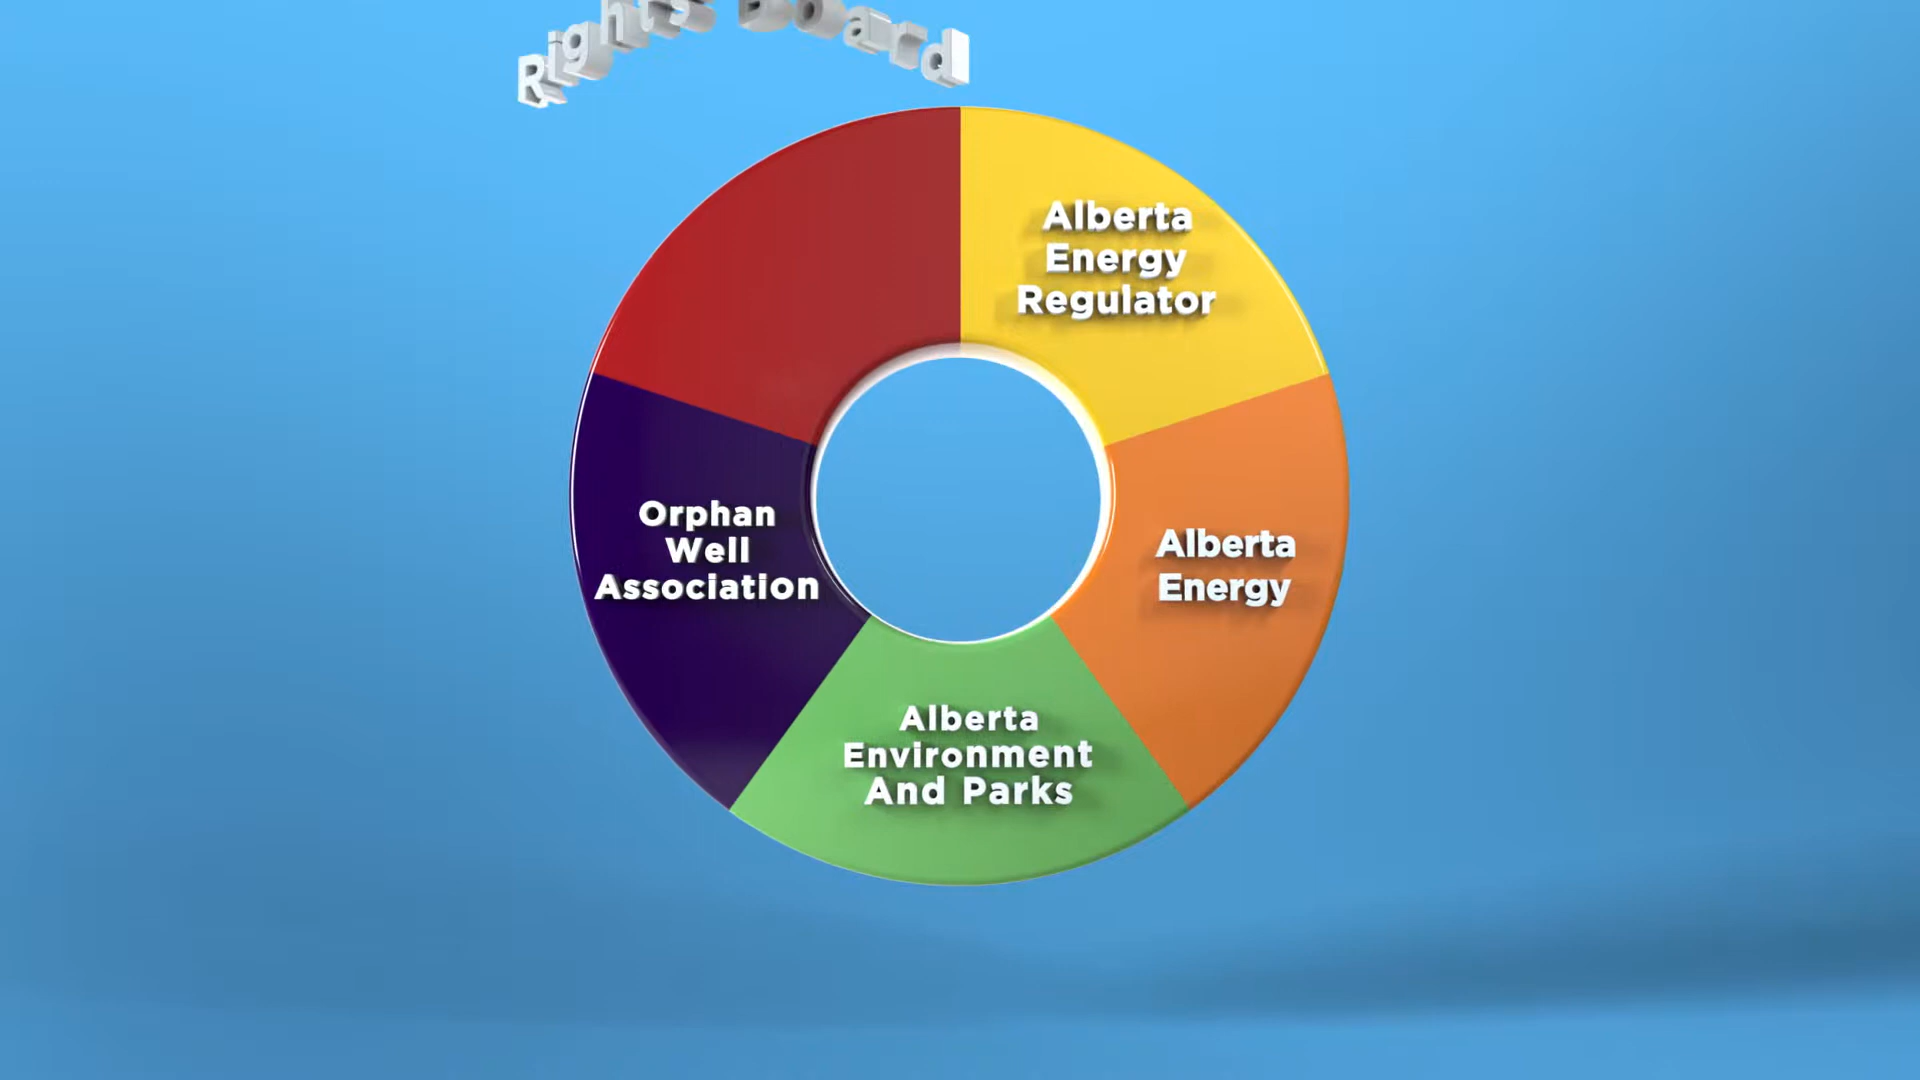 Rights Board
Alberta
Energy
Regulator
Alberta
Energy
Alberta
Environment
And Parks
Orphan
Well
Association